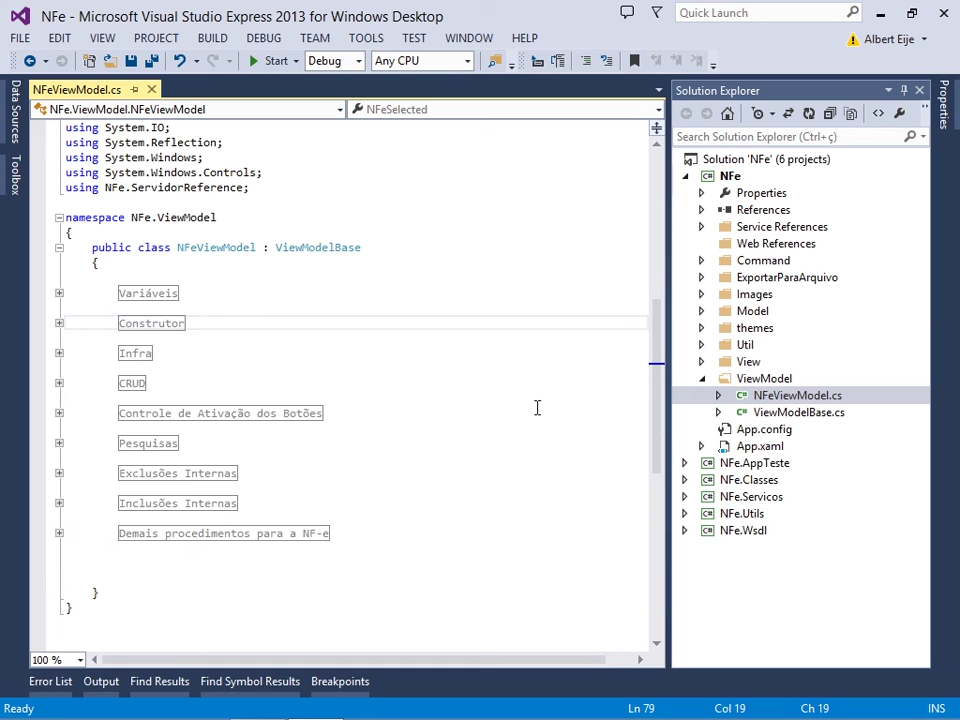 NFe - Microsoft Visual Studio Express 2013 for Windows Desktop
Quick Launch
FILE EDIT VIEW PROJECT BUILD DEBUG TEAM TOOLS TEST WINDOW HELP
Albert Eije
Start Debug Any CPU
Data Sources
Toolbox
NFeViewModel.cs
NFe.ViewModel.NFeViewModel
NFeSelected
using System.IO;
using System.Reflection;
using System.Windows;
using System.Windows.Controls;
using NFe.ServidorReference;
namespace NFe.ViewModel
{
public class NFeViewModel : ViewModelBase
{
Variáveis
Construtor
Infra
CRUD
Controle de Ativação dos Botões
Pesquisas
Exclusões Internas
Inclusões Internas
Demais procedimentos para a NF-e
}
}
100 %
Solution Explorer
Search Solution Explorer (Ctrl+ç)
Solution 'NFe' (6 projects)
NFe
Properties
References
Service References
Web References
Command
ExportarParaArquivo
Images
Model
themes
Util
View
ViewModel
NFeViewModel.cs
ViewModelBase.cs
App.config
App.xaml
NFe.AppTeste
NFe.Classes
NFe.Servicos
NFe.Utils
NFe.Wsdl
Properties
Error List Output Find Results Find Symbol Results Breakpoints
Ready Ln 79 Col 19 Ch 19 INS